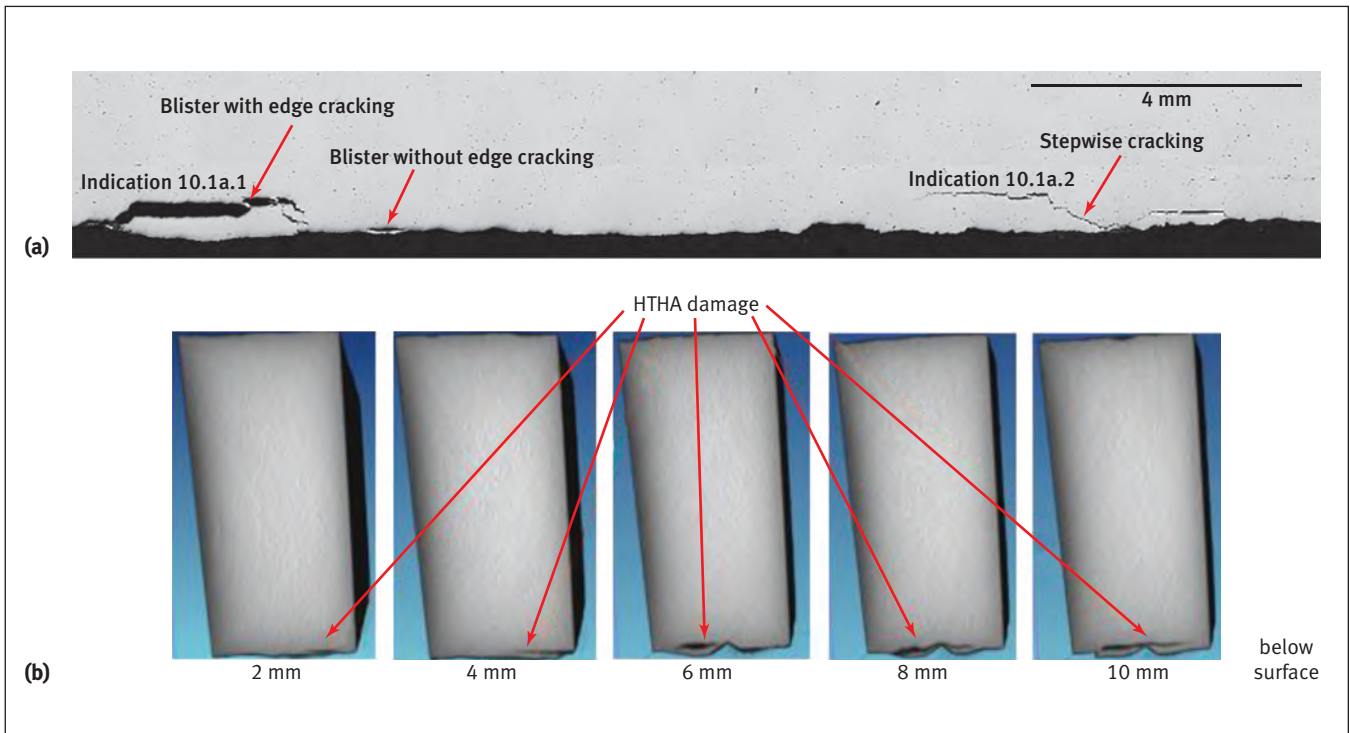 Blister with edge cracking
4 mm
Blister without edge cracking
Stepwise cracking
Indication 10.1a.1
Indication 10.1a.2
(a)
HTHA damage
(b)
2 mm
4 mm
6 mm
8 mm
10 mm
below
surface